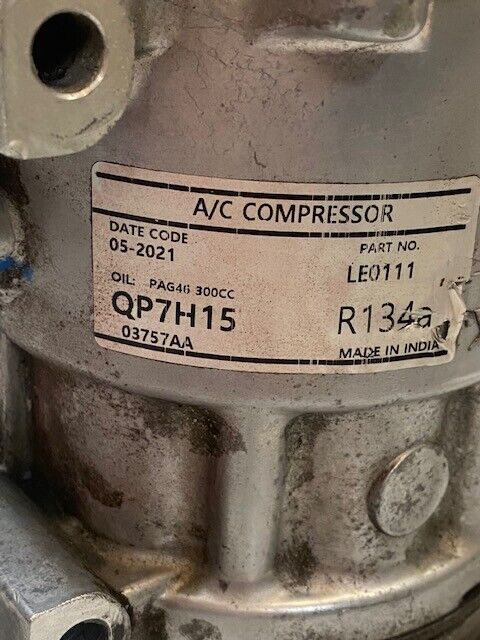 A/C COMPRESSOR
DATE CODE
05-2021
PART NO.
LE0111
OIL: PAG46 300CC
QP7H15
R134a
03757AA
MADE IN INDIA